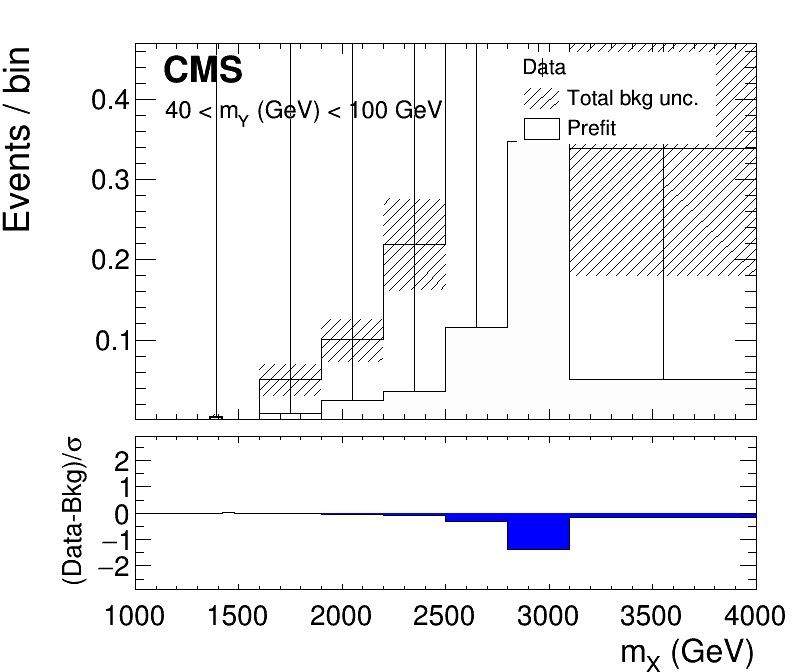 Events / bin
CMS
40 < m_Y (GeV) < 100 GeV
Data
Total bkg unc.
Prefit
0.4
0.3
0.2
0.1
(Data-Bkg)/σ
2
1
0
−1
−2
1000 1500 2000 2500 3000 3500 4000
m_X (GeV)